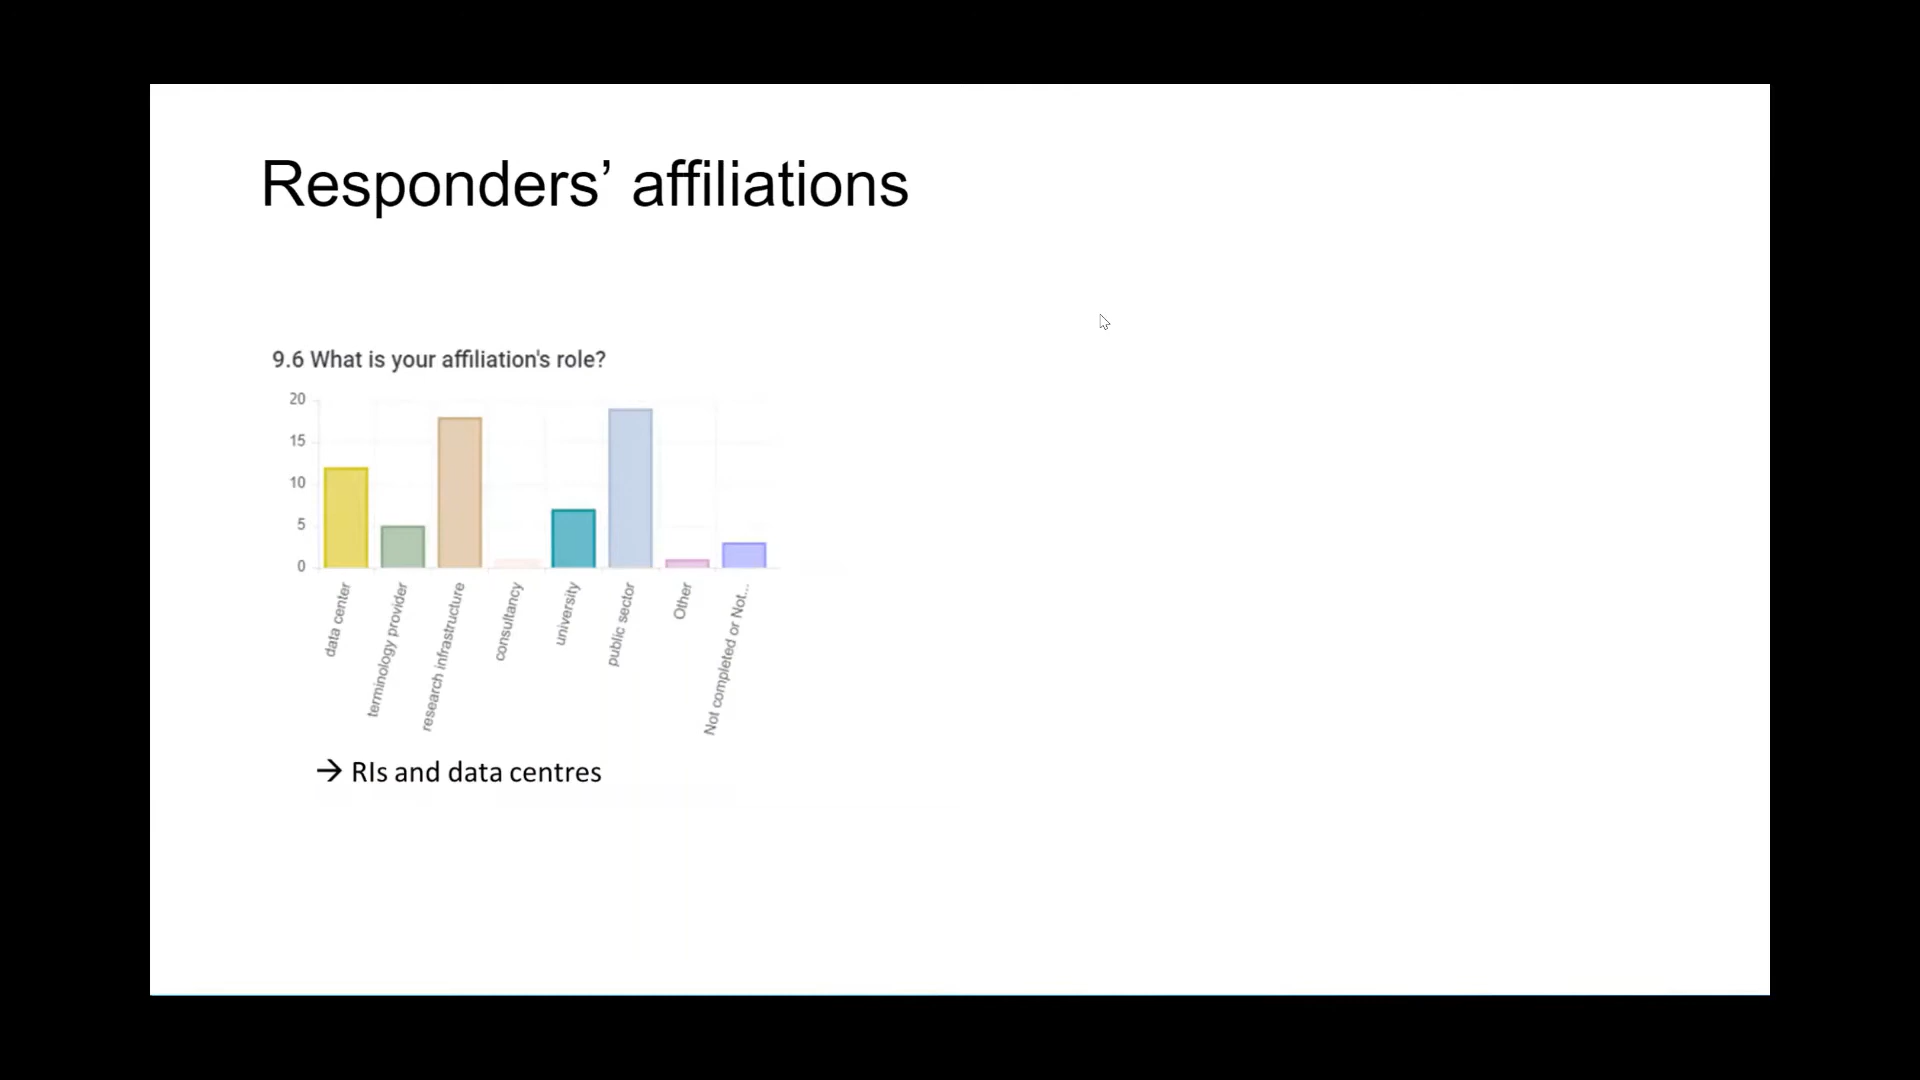 Responders’ affiliations
9.6 What is your affiliation's role?
20
15
10
5
0
data center
terminology provider
research infrastructure
consultancy
university
public sector
Other
Not completed or Not...
→ RIs and data centres